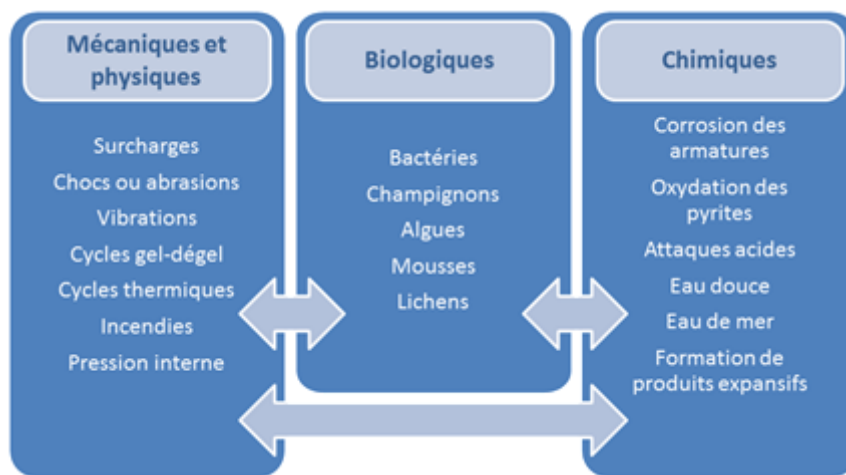 Mécaniques et
physiques
Surcharges
Chocs ou abrasions
Vibrations
Cycles gel-dégel
Cycles thermiques
Incendies
Pression interne
Biologiques
Bactéries
Champignons
Algues
Mousses
Lichens
Chimiques
Corrosion des
armatures
Oxydation des
pyrites
Attaques acides
Eau douce
Eau de mer
Formation de
produits expansifs